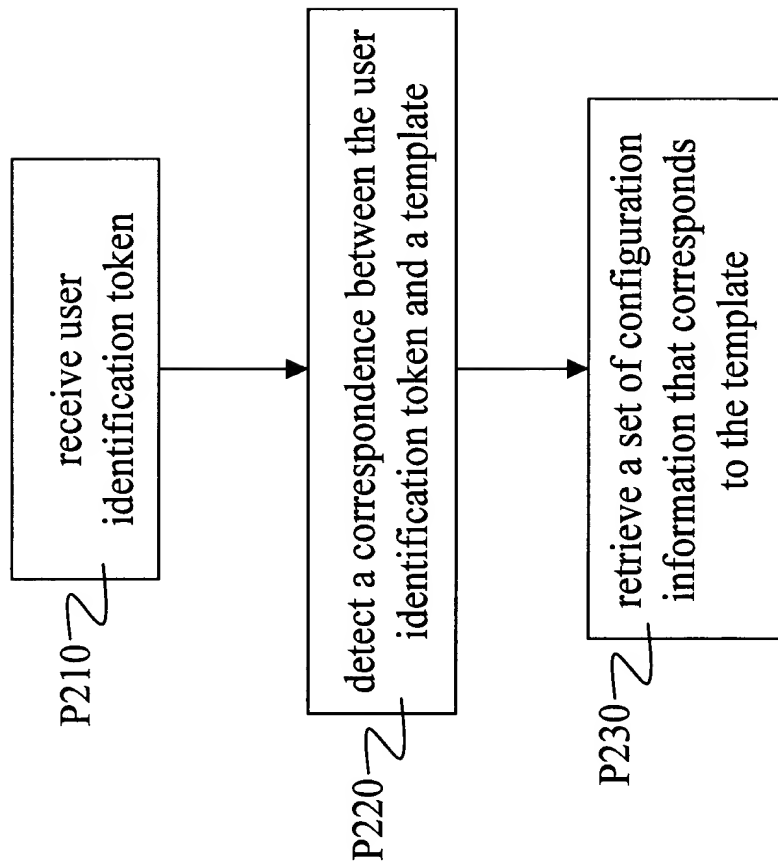 P210
receive user
identification token
P220
detect a correspondence between the user
identification token and a template
P230
retrieve a set of configuration
information that corresponds
to the template